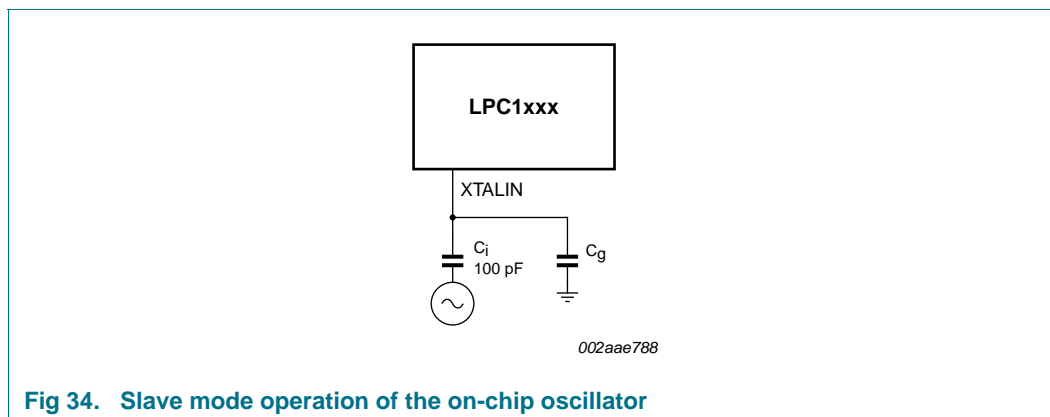 LPC1xxx
XTALIN
Ci
100 pF
Cg
002aae788
Fig 34. Slave mode operation of the on-chip oscillator